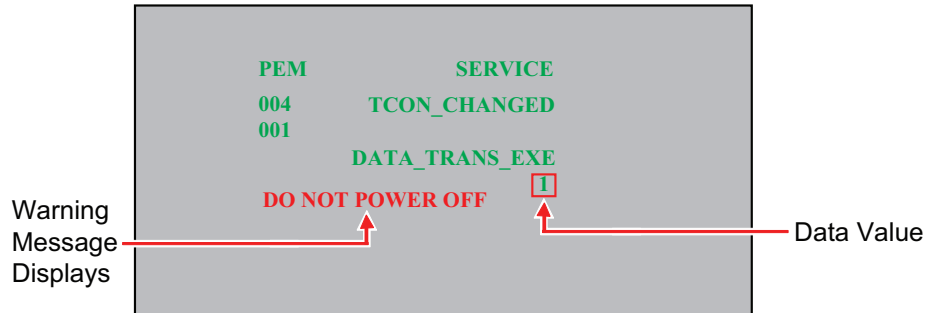 PEM SERVICE
004 TCON_CHANGED
001
DATA_TRANS_EXE
1
DO NOT POWER OFF
Warning
Message
Displays
Data Value